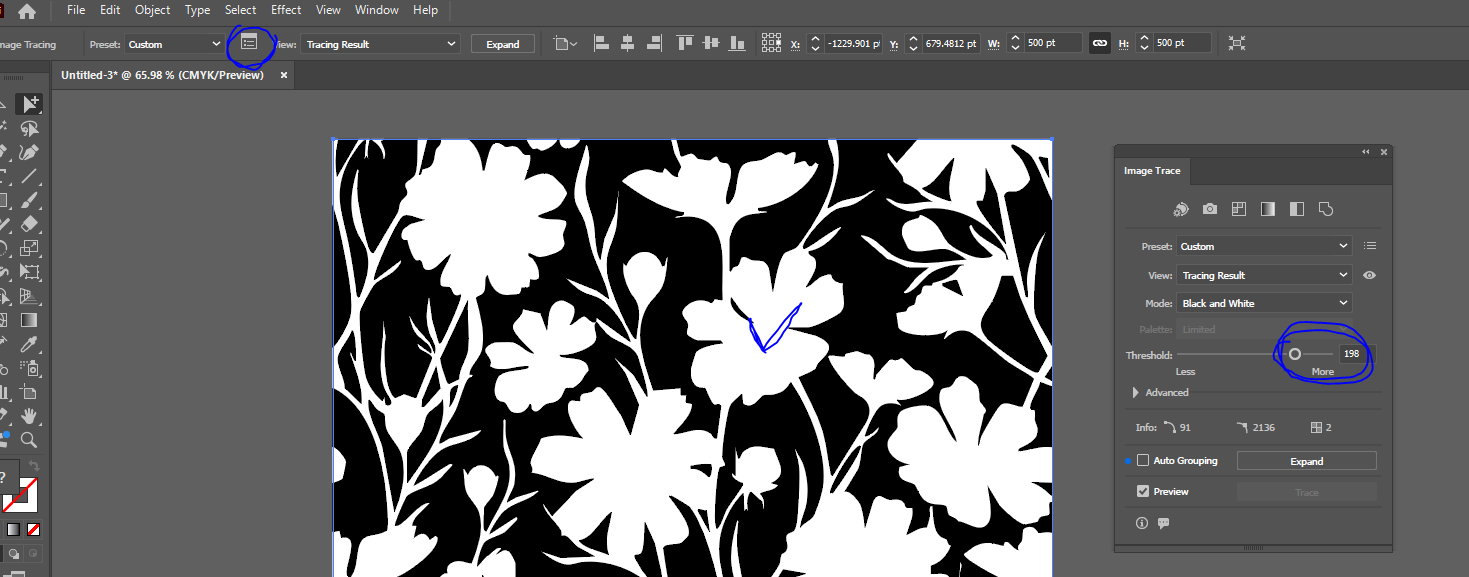 File Edit Object Type Select Effect View Window Help
mage Tracing Preset: Custom View: Tracing Result Expand X: -1229.901 pt Y: 679.4812 pt W: 500 pt H: 500 pt
Untitled-3* @ 65.98 % (CMYK/Preview) ×
Image Trace
Preset: Custom
View: Tracing Result
Mode: Black and White
Palette: Limited
Threshold: 198
Less More
Advanced
Info: 91 2136 2
Auto Grouping Expand
Preview Trace
?